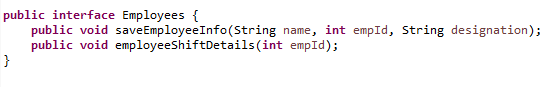 public interface Employees {
    public void saveEmployeeInfo(String name, int empId, String designation);
    public void employeeShiftDetails(int empId);
}